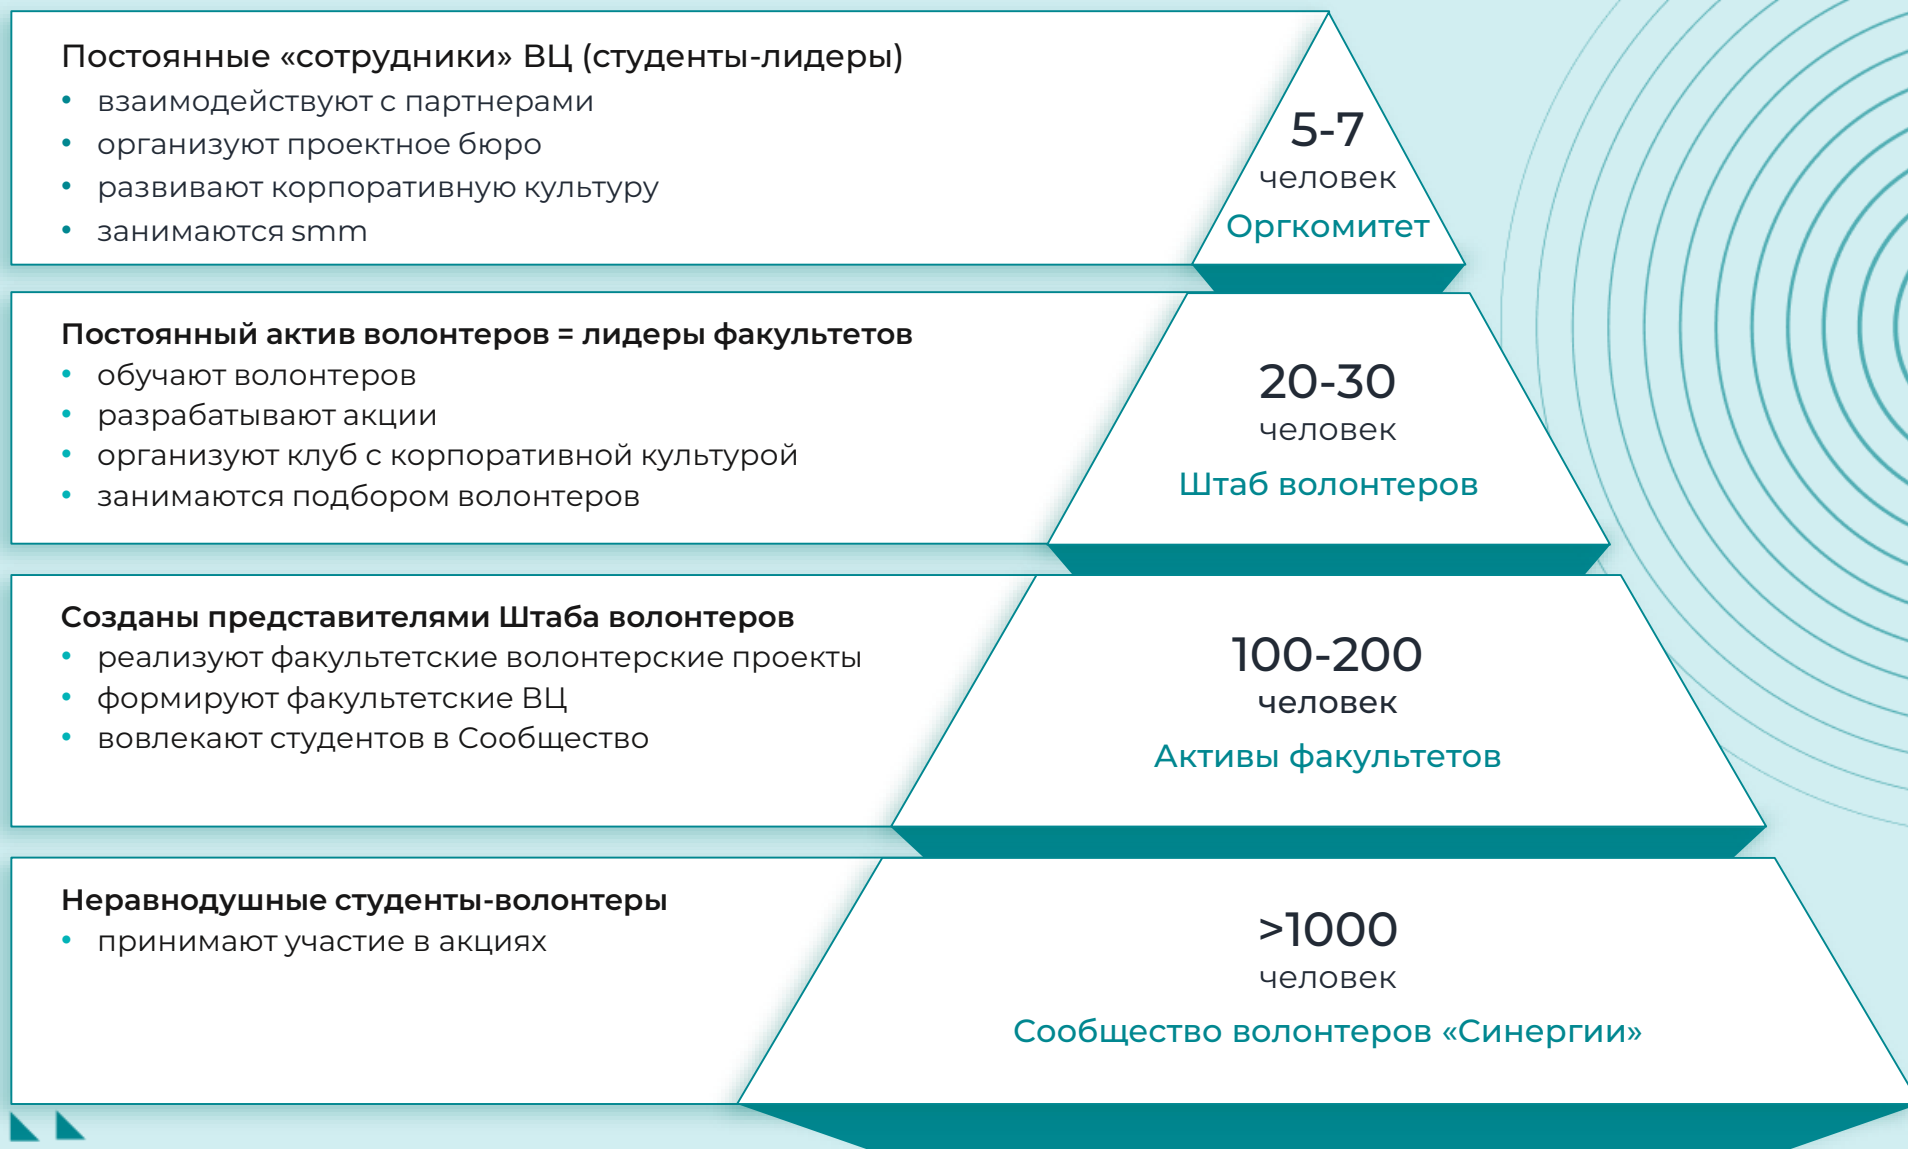 Постоянные «сотрудники» ВЦ (студенты-лидеры)
• взаимодействуют с партнерами
• организуют проектное бюро
• развивают корпоративную культуру
• занимаются smm
5-7
человек
Оргкомитет
Постоянный актив волонтеров = лидеры факультетов
• обучают волонтеров
• разрабатывают акции
• организуют клуб с корпоративной культурой
• занимаются подбором волонтеров
20-30
человек
Штаб волонтеров
Созданы представителями Штаба волонтеров
• реализуют факультетские волонтерские проекты
• формируют факультетские ВЦ
• вовлекают студентов в Сообщество
100-200
человек
Активы факультетов
Неравнодушные студенты-волонтеры
• принимают участие в акциях
>1000
человек
Сообщество волонтеров «Синергии»